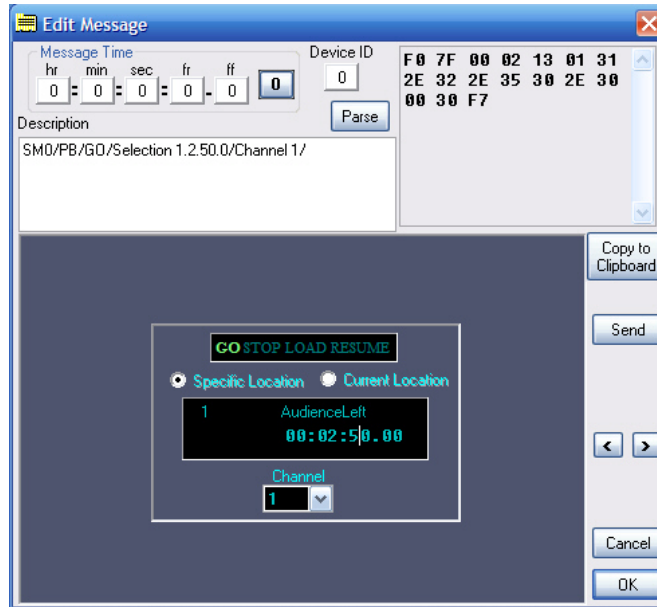 Edit Message
Message Time
hr min sec fr ff
0 : 0 : 0 : 0 . 0 0
Device ID
0
Parse
F0 7F 00 02 13 01 31
2E 32 2E 35 30 2E 30
00 30 F7
Description
SM0/PB/GO/Selection 1.2.50.0/Channel 1/
Copy to
Clipboard
Send
GO STOP LOAD RESUME
Specific Location Current Location
1 AudienceLeft
00:02:50.00
Channel
1
< >
Cancel
OK